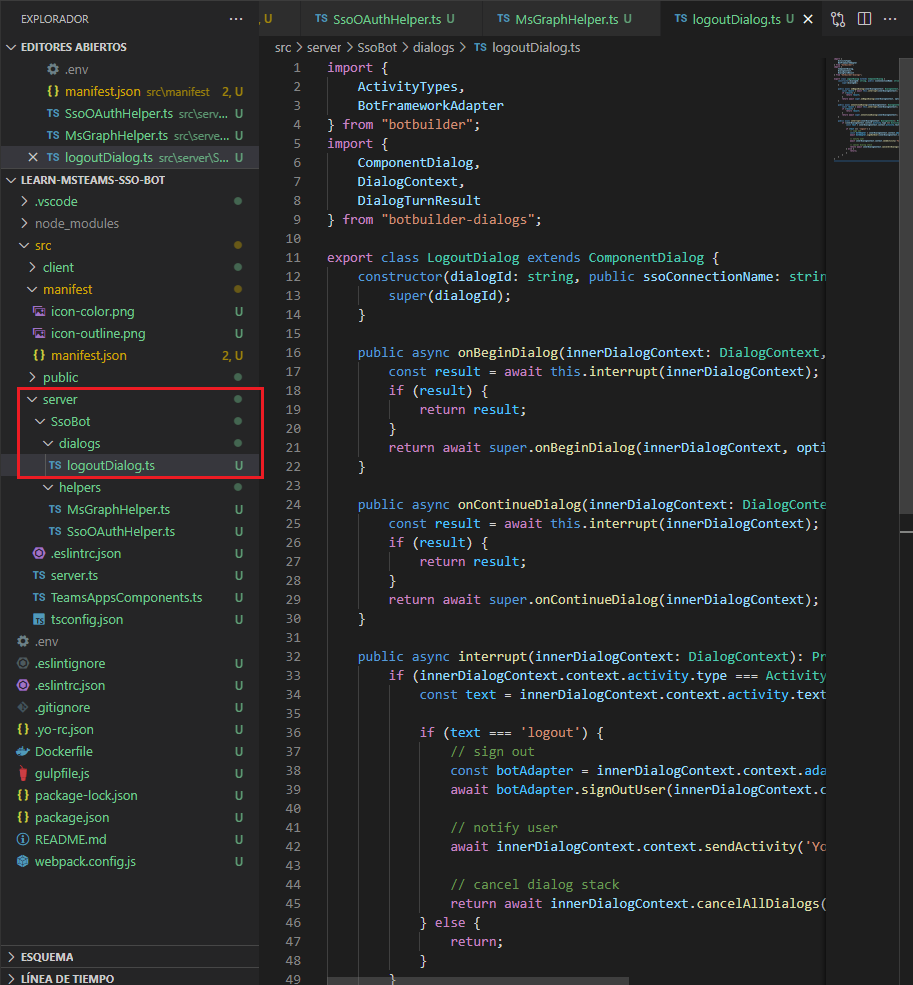 EXPLORADOR ···
EDITORES ABIERTOS
.env
{} manifest.json src\manifest 2, U
TS SsoOAuthHelper.ts src\serv... U
TS MsGraphHelper.ts src\serve... U
TS logoutDialog.ts src\server\S... U
LEARN-MSTEAMS-SSO-BOT
.vscode
node_modules
src
client
manifest
icon-color.png U
icon-outline.png U
{} manifest.json 2, U
public
server
SsoBot
dialogs
TS logoutDialog.ts U
helpers
TS MsGraphHelper.ts U
TS SsoOAuthHelper.ts U
.eslintrc.json U
TS server.ts U
TS TeamsAppsComponents.ts U
TS tsconfig.json U
.env
.eslintignore U
.eslintrc.json U
.gitignore U
{} .yo-rc.json U
Dockerfile U
gulpfile.js U
{} package-lock.json U
{} package.json U
README.md U
webpack.config.js U
ESQUEMA
LÍNEA DE TIEMPO
U TS SsoOAuthHelper.ts U TS MsGraphHelper.ts U TS logoutDialog.ts U ···
src > server > SsoBot > dialogs > TS logoutDialog.ts
1 import {
2 ActivityTypes,
3 BotFrameworkAdapter
4 } from "botbuilder";
5 import {
6 ComponentDialog,
7 DialogContext,
8 DialogTurnResult
9 } from "botbuilder-dialogs";
10
11 export class LogoutDialog extends ComponentDialog {
12 constructor(dialogId: string, public ssoConnectionName: strin
13 super(dialogId);
14 }
15
16 public async onBeginDialog(innerDialogContext: DialogContext,
17 const result = await this.interrupt(innerDialogContext);
18 if (result) {
19 return result;
20 }
21 return await super.onBeginDialog(innerDialogContext, opti
22 }
23
24 public async onContinueDialog(innerDialogContext: DialogConte
25 const result = await this.interrupt(innerDialogContext);
26 if (result) {
27 return result;
28 }
29 return await super.onContinueDialog(innerDialogContext);
30 }
31
32 public async interrupt(innerDialogContext: DialogContext): Pr
33 if (innerDialogContext.context.activity.type === Activity
34 const text = innerDialogContext.context.activity.text
35
36 if (text === 'logout') {
37 // sign out
38 const botAdapter = innerDialogContext.context.ada
39 await botAdapter.signOutUser(innerDialogContext.c
40
41 // notify user
42 await innerDialogContext.context.sendActivity('Yo
43
44 // cancel dialog stack
45 return await innerDialogContext.cancelAllDialogs(
46 } else {
47 return;
48 }
49 }